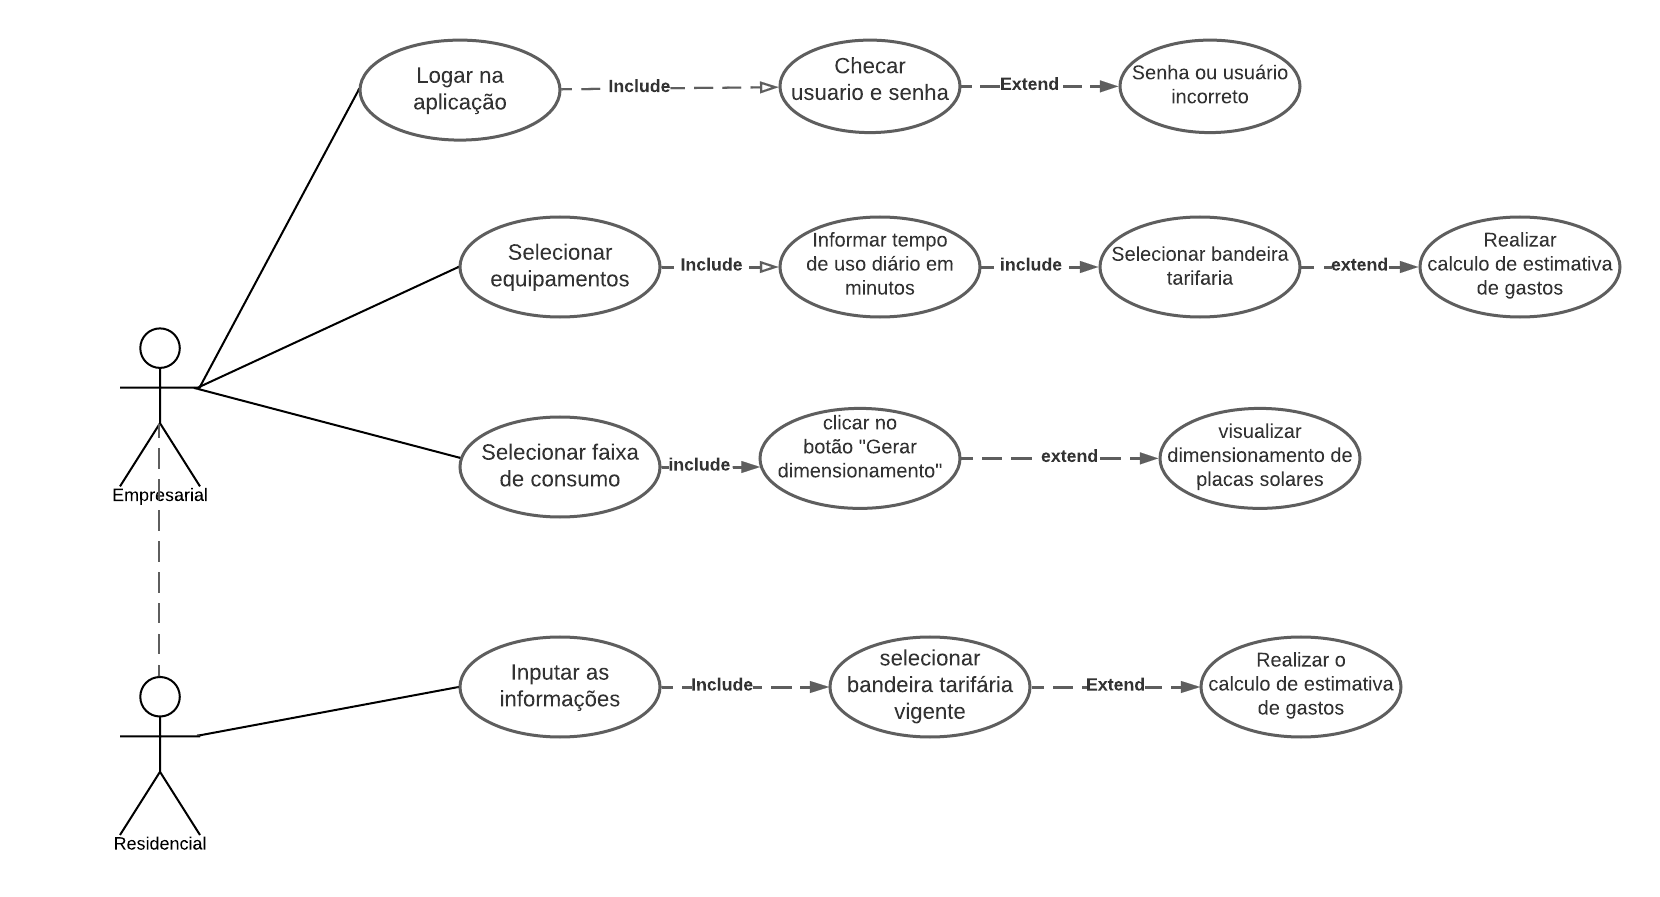 Logar na
aplicação
Include
Checar
usuario e senha
Extend
Senha ou usuário
incorreto
Selecionar
equipamentos
Include
Informar tempo
de uso diário em
minutos
include
Selecionar bandeira
tarifaria
extend
Realizar
calculo de estimativa
de gastos
Selecionar faixa
de consumo
include
clicar no
botão "Gerar
dimensionamento"
extend
visualizar
dimensionamento de
placas solares
Empresarial
Inputar as
informações
Include
selecionar
bandeira tarifária
vigente
Extend
Realizar o
calculo de estimativa
de gastos
Residencial